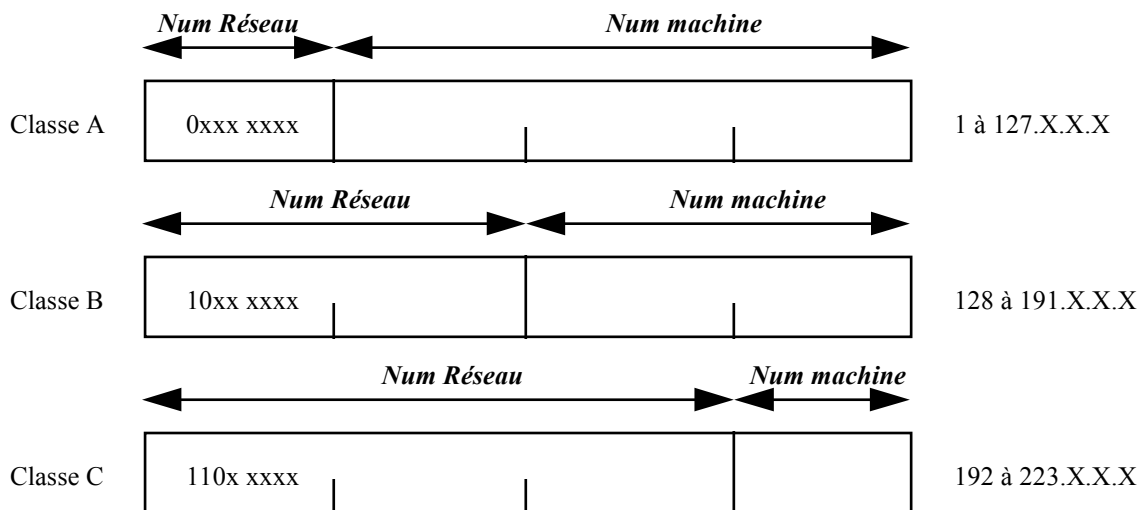 Num Réseau Num machine
Classe A 0xxx xxxx 1 à 127.X.X.X
Num Réseau Num machine
Classe B 10xx xxxx 128 à 191.X.X.X
Num Réseau Num machine
Classe C 110x xxxx 192 à 223.X.X.X